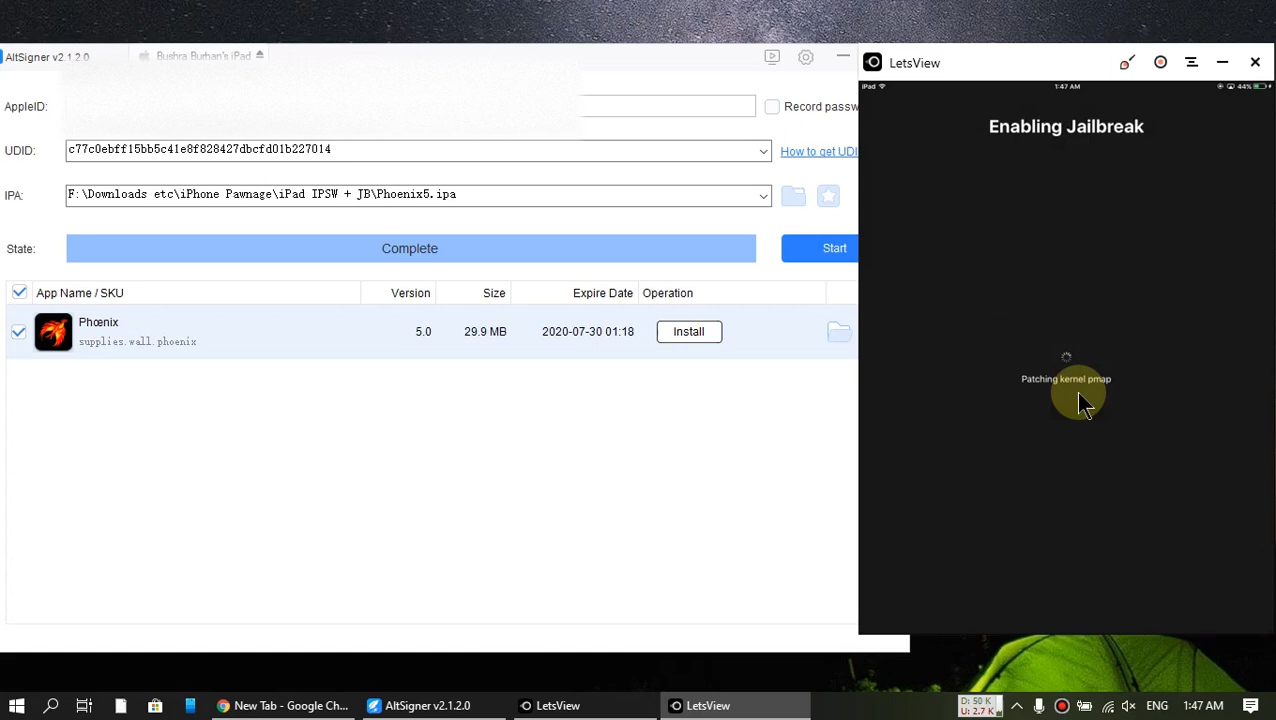 AltSigner v2.1.2.0
Bushra Burhan's iPad
AppleID:
Record passw
UDID:
c77c0ebff15bb5c41e8f828427dbcfd01b227014
How to get UDI
IPA:
F:\Downloads etc\iPhone Pawnage\iPad IPSW + JB\Phoenix5.ipa
State:
Complete
Start
App Name / SKU
Version
Size
Expire Date
Operation
Phœnix
supplies.wall.phoenix
5.0
29.9 MB
2020-07-30 01:18
Install
LetsView
iPad
1:47 AM
44%
Enabling Jailbreak
Patching kernel pmap
New Tab - Google Ch...
AltSigner v2.1.2.0
LetsView
LetsView
D: 50 K
U: 2.7 K
ENG
1:47 AM